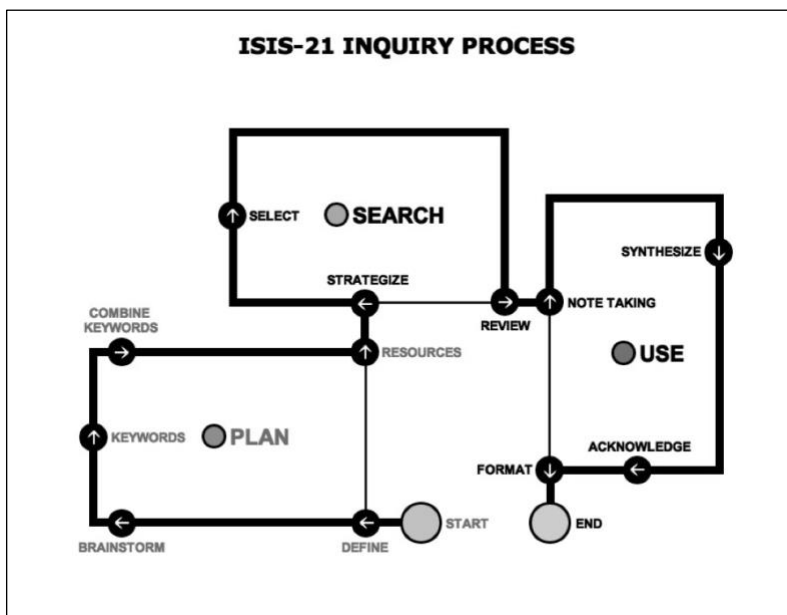 ISIS-21 INQUIRY PROCESS
SELECT
SEARCH
STRATEGIZE
SYNTHESIZE
COMBINE
KEYWORDS
REVIEW
NOTE TAKING
RESOURCES
USE
KEYWORDS
PLAN
FORMAT
ACKNOWLEDGE
START
END
BRAINSTORM
DEFINE